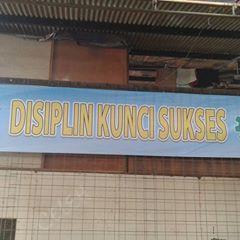 DISIPLIN KUNCI SUKSES